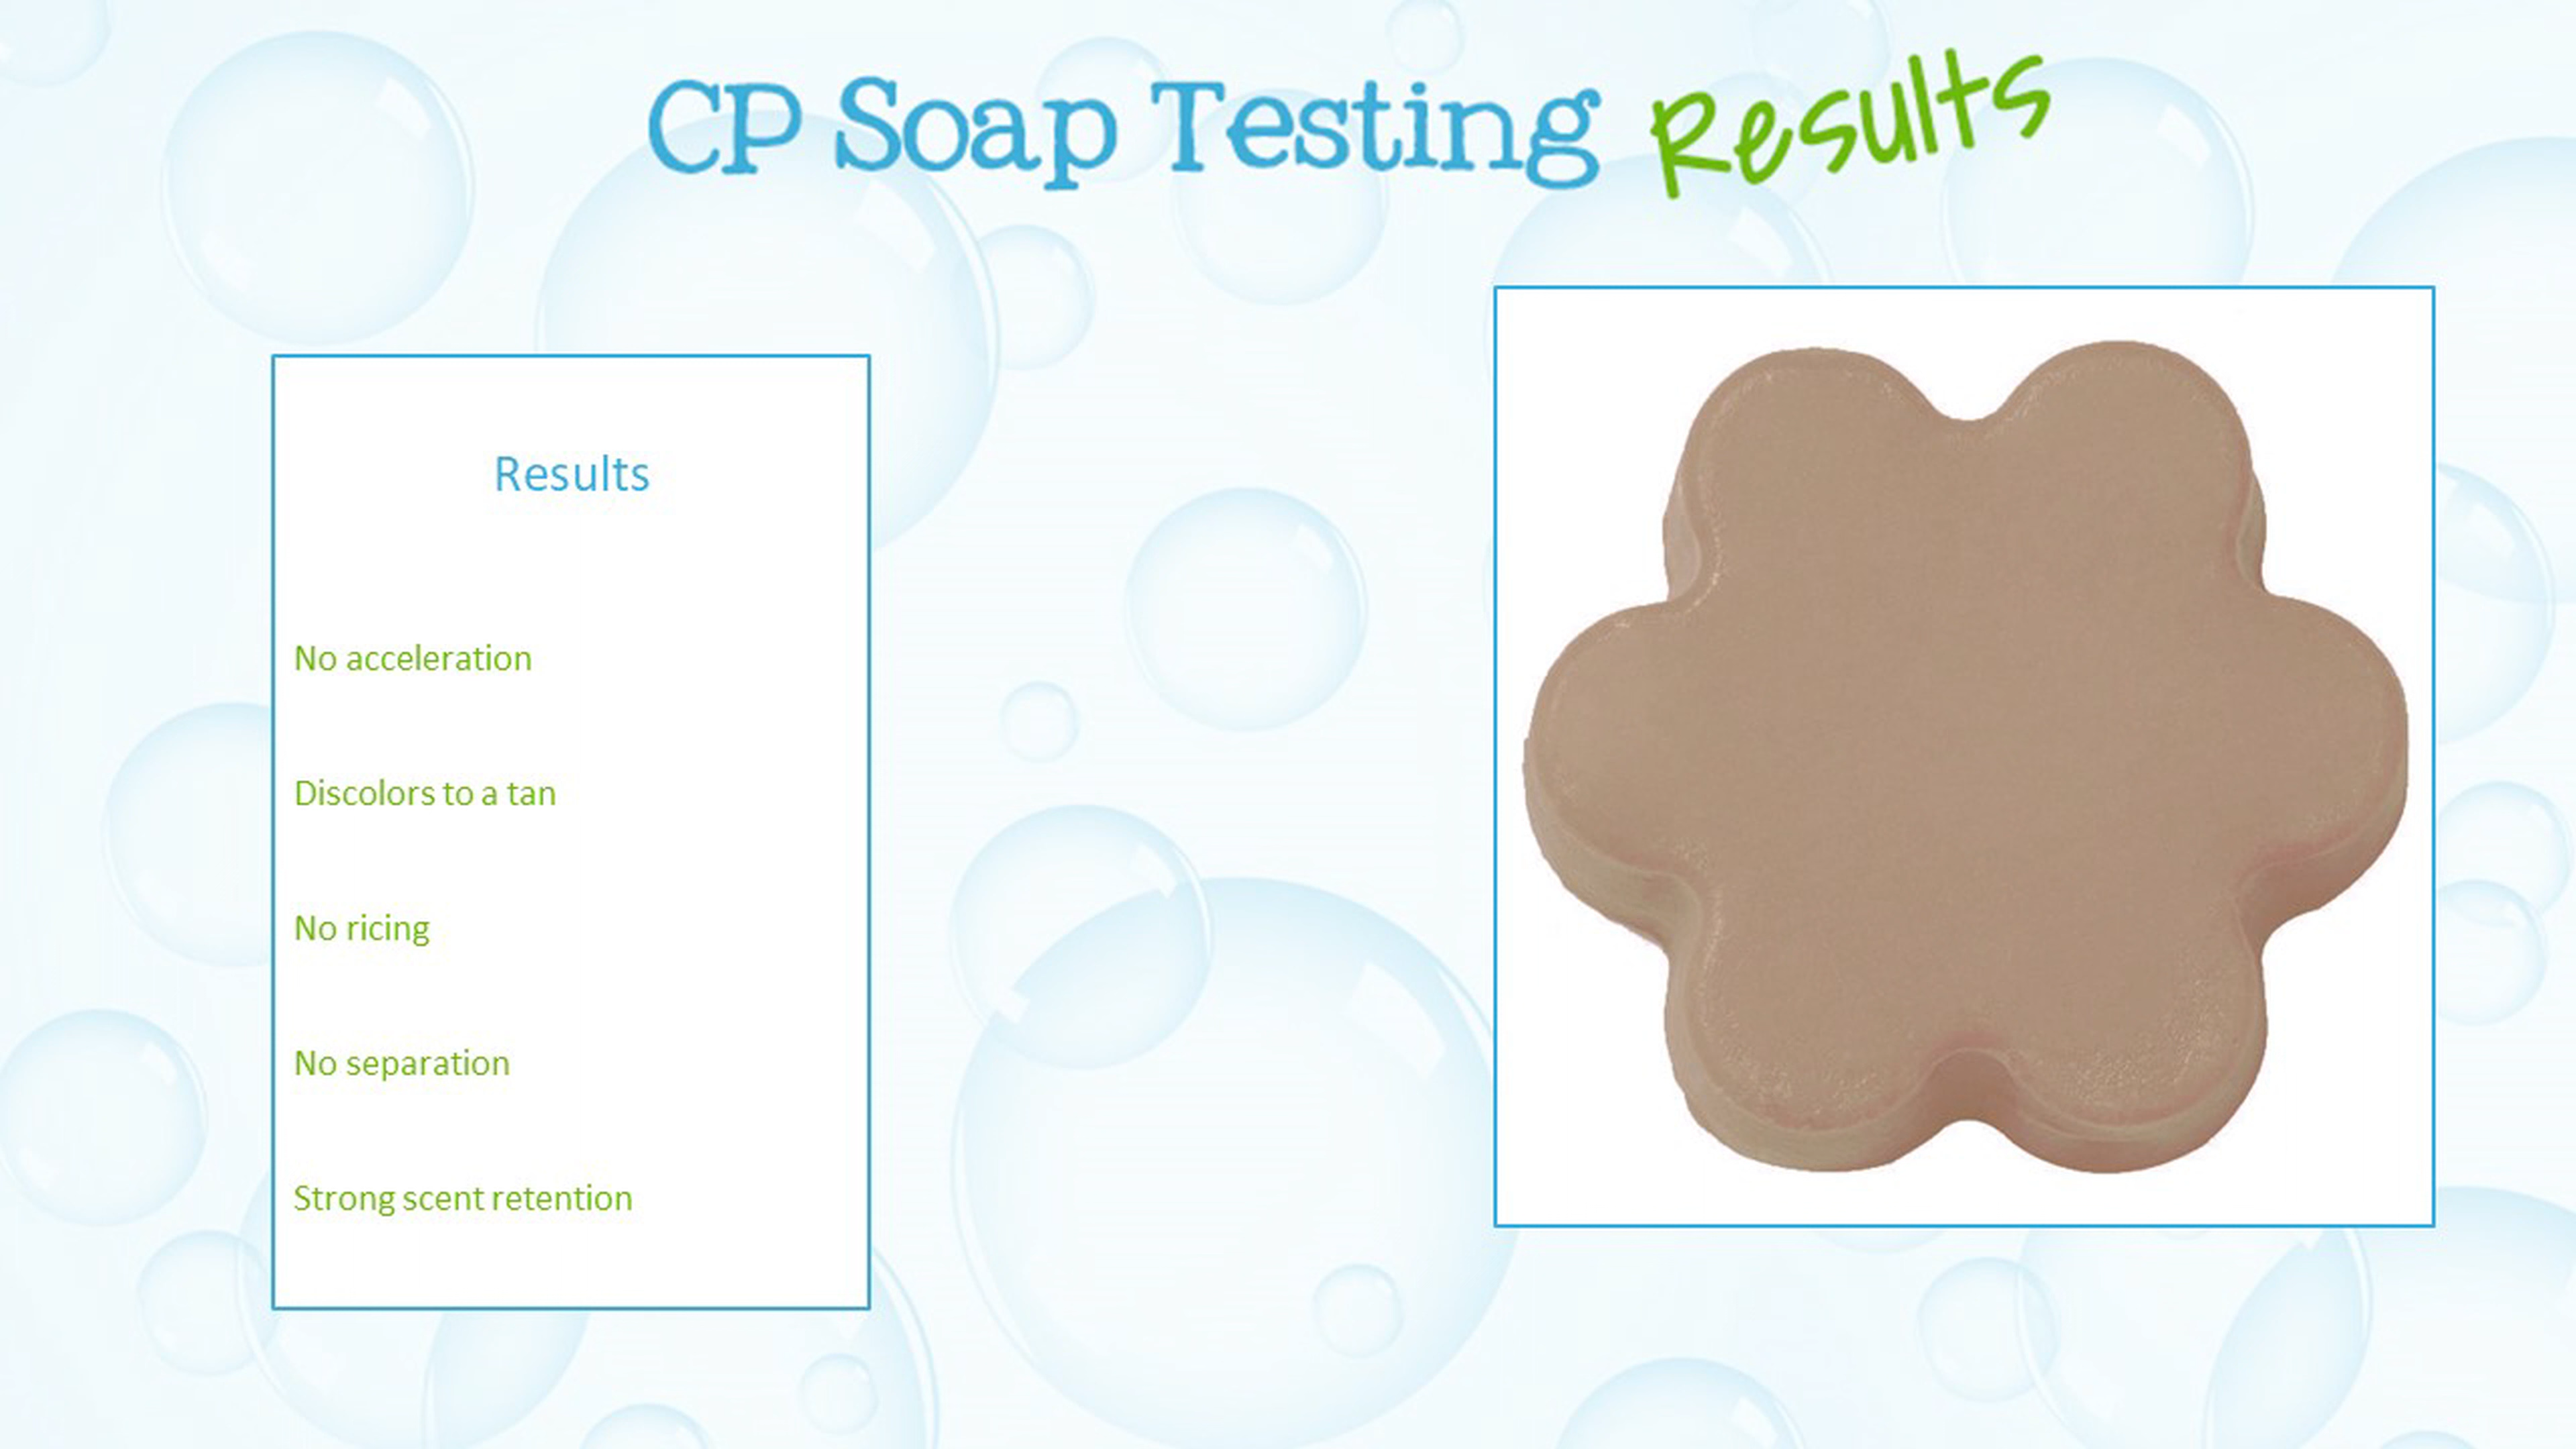 CP Soap Testing Results
Results
No acceleration
Discolors to a tan
No ricing
No separation
Strong scent retention